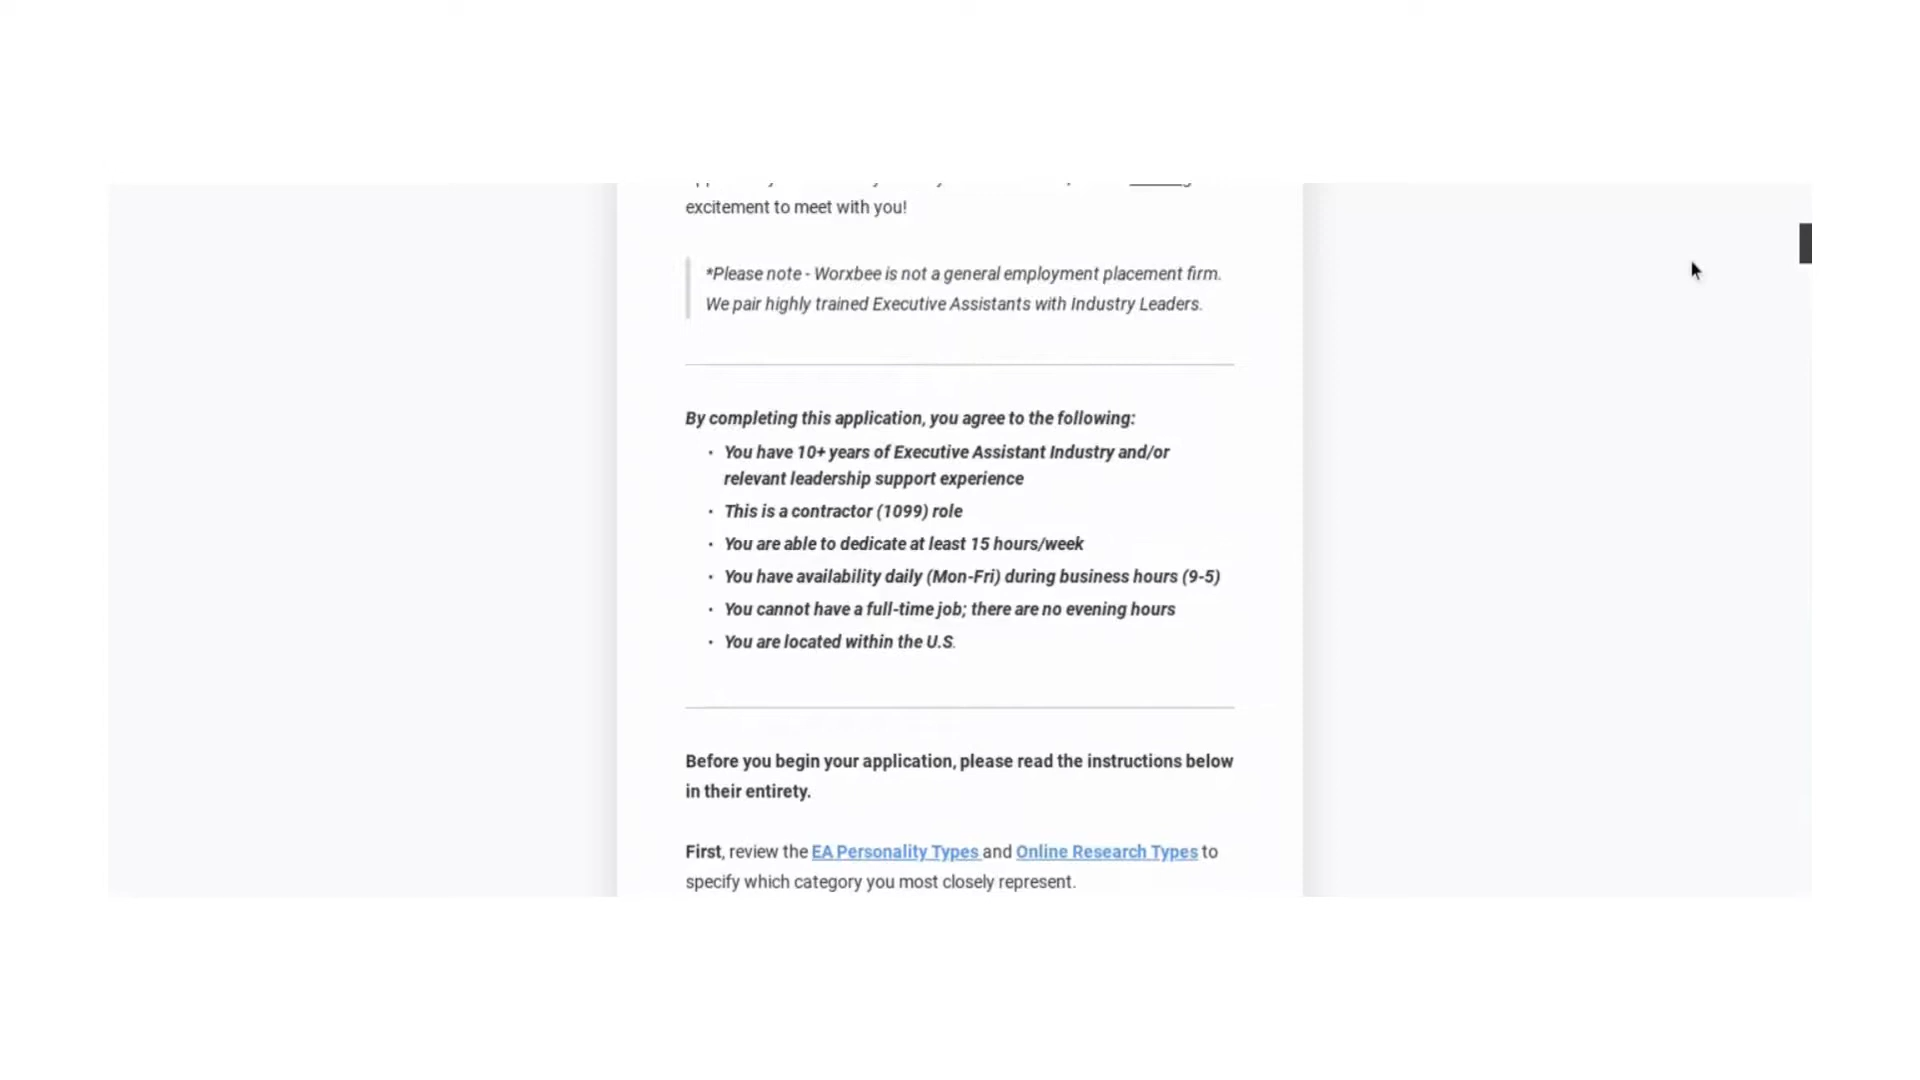 excitement to meet with you!
*Please note - Worxbee is not a general employment placement firm.
We pair highly trained Executive Assistants with Industry Leaders.
By completing this application, you agree to the following:
· You have 10+ years of Executive Assistant Industry and/or
relevant leadership support experience
· This is a contractor (1099) role
· You are able to dedicate at least 15 hours/week
· You have availability daily (Mon-Fri) during business hours (9-5)
· You cannot have a full-time job; there are no evening hours
· You are located within the U.S.
Before you begin your application, please read the instructions below
in their entirety.
First, review the EA Personality Types and Online Research Types to
specify which category you most closely represent.